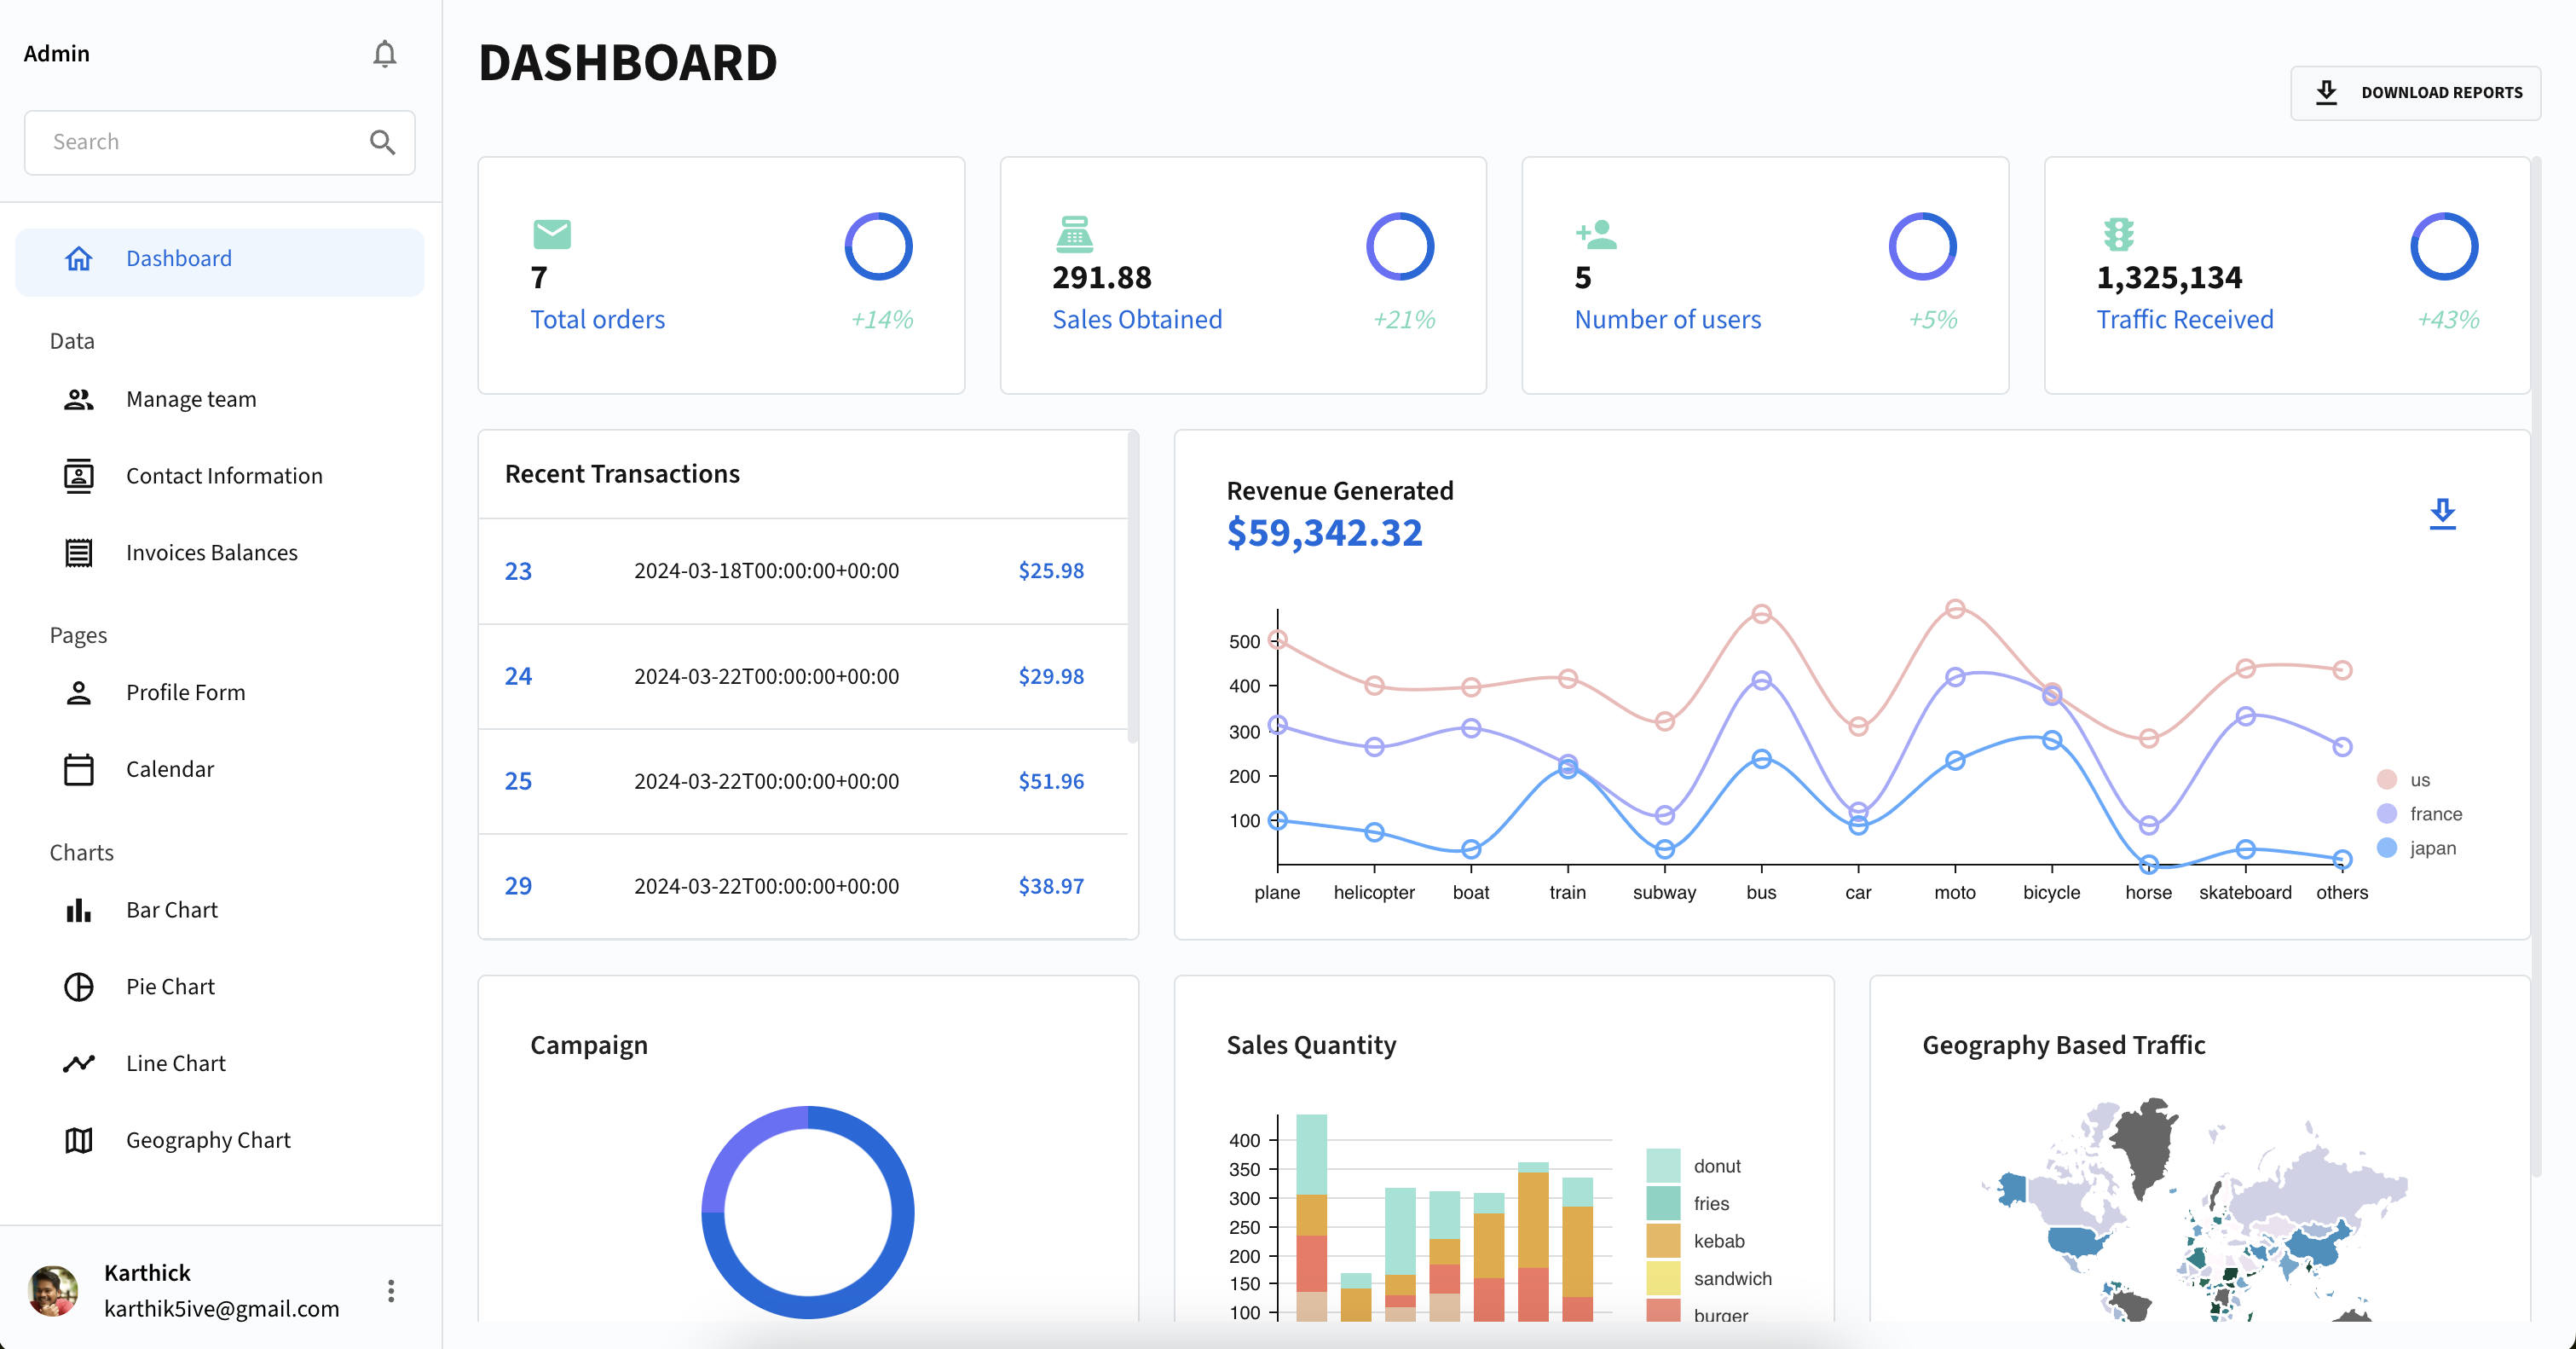 Admin
Search
Dashboard
Data
Manage team
Contact Information
Invoices Balances
Pages
Profile Form
Calendar
Charts
Bar Chart
Pie Chart
Line Chart
Geography Chart
Karthick
karthik5ive@gmail.com
DASHBOARD
DOWNLOAD REPORTS
7
Total orders
+14%
291.88
Sales Obtained
+21%
5
Number of users
+5%
1,325,134
Traffic Received
+43%
Recent Transactions
23 2024-03-18T00:00:00+00:00 $25.98
24 2024-03-22T00:00:00+00:00 $29.98
25 2024-03-22T00:00:00+00:00 $51.96
29 2024-03-22T00:00:00+00:00 $38.97
Revenue Generated
$59,342.32
500
400
300
200
100
plane helicopter boat train subway bus car moto bicycle horse skateboard others
us
france
japan
Campaign
Sales Quantity
400
350
300
250
200
150
100
donut
fries
kebab
sandwich
burger
Geography Based Traffic